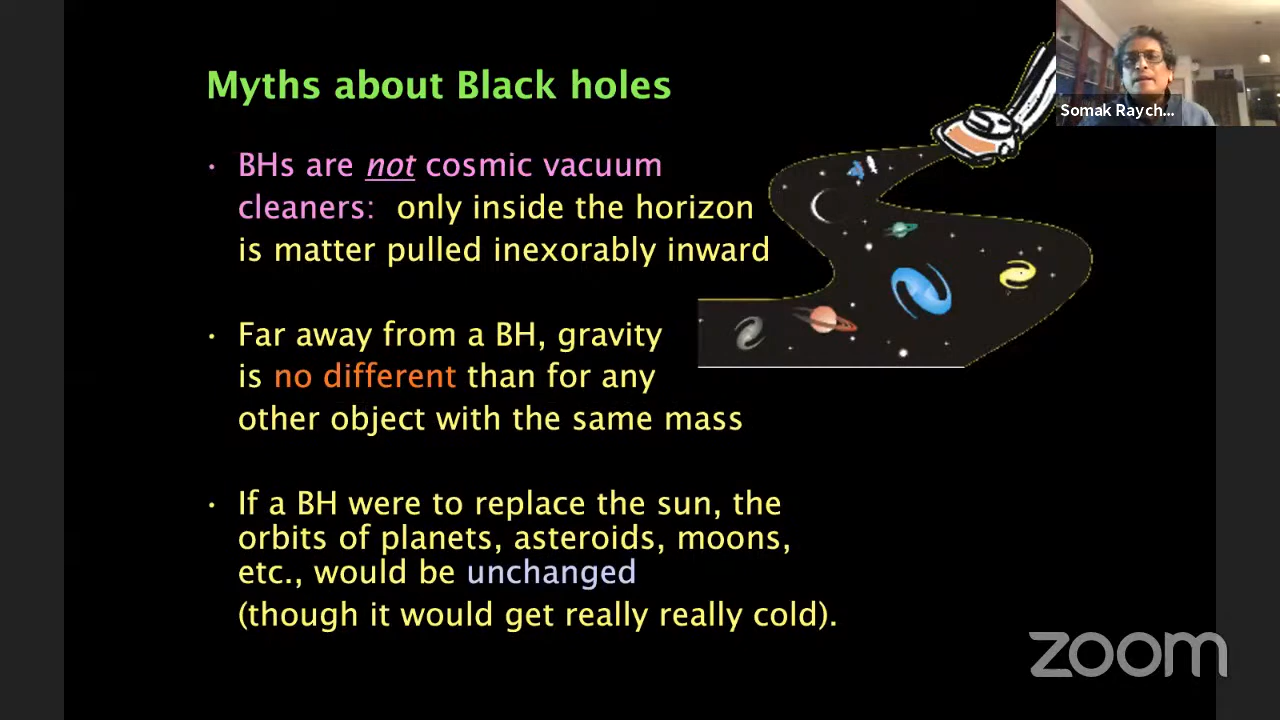 Myths about Black holes
Somak Raych...
• BHs are not cosmic vacuum
cleaners: only inside the horizon
is matter pulled inexorably inward
• Far away from a BH, gravity
is no different than for any
other object with the same mass
• If a BH were to replace the sun, the
orbits of planets, asteroids, moons,
etc., would be unchanged
(though it would get really really cold).
zoom